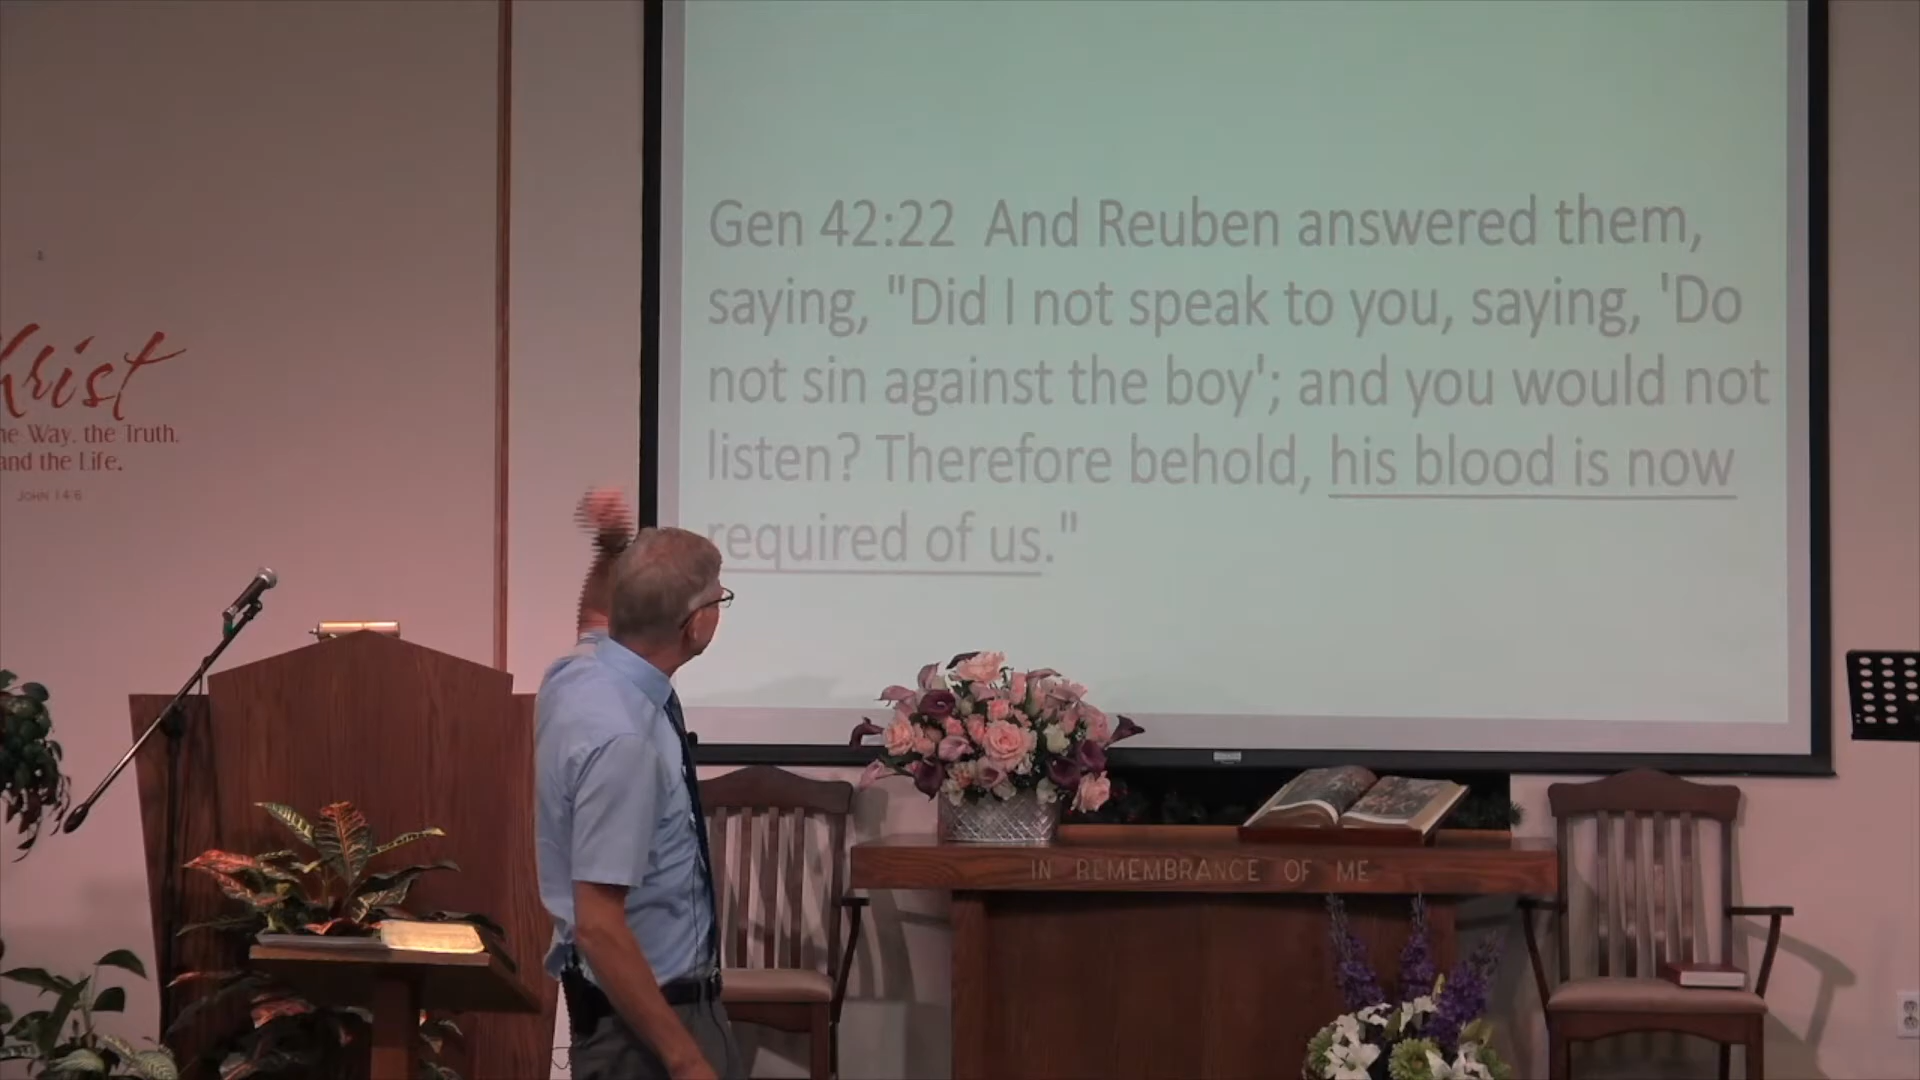 Gen 42:22 And Reuben answered them,
saying, "Did I not speak to you, saying, 'Do
not sin against the boy'; and you would not
listen? Therefore behold, his blood is now
required of us."
hrist
he Way, the Truth,
and the Life.
JOHN 14:6
IN REMEMBRANCE OF ME